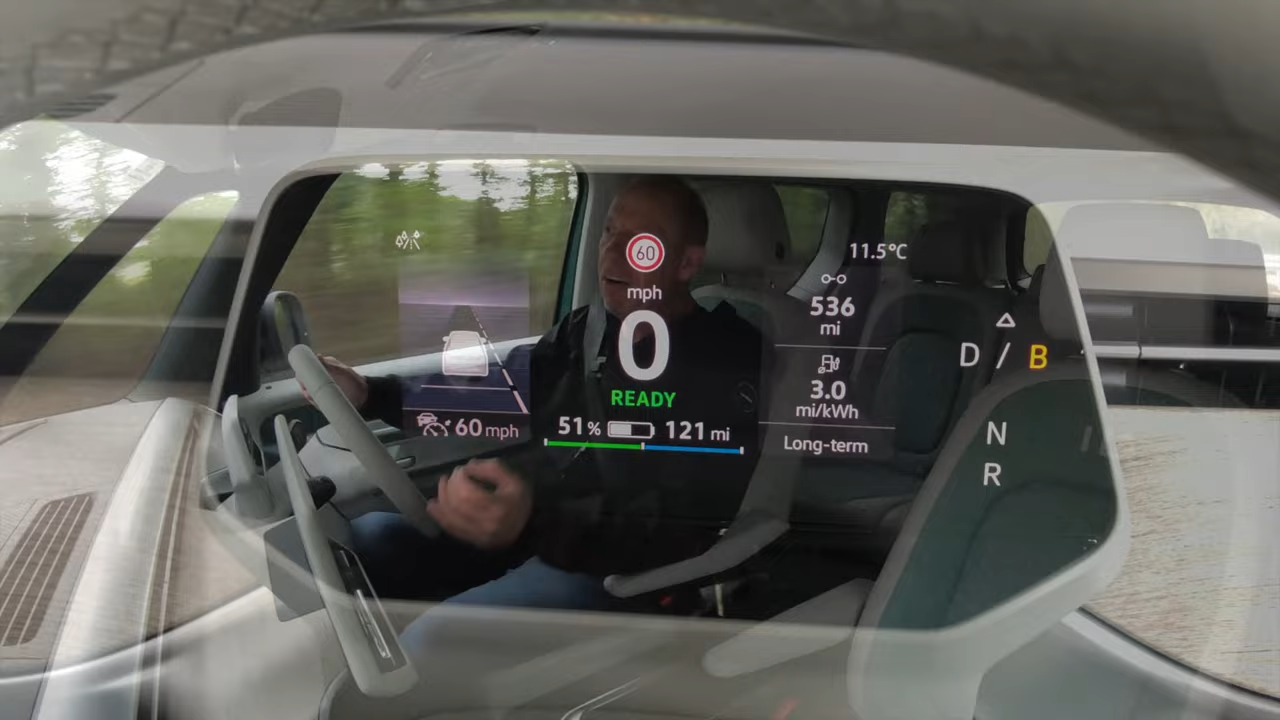 60
mph
0
READY
51% 121 mi
60 mph
11.5°C
536
mi
3.0
mi/kWh
Long-term
D / B
N
R